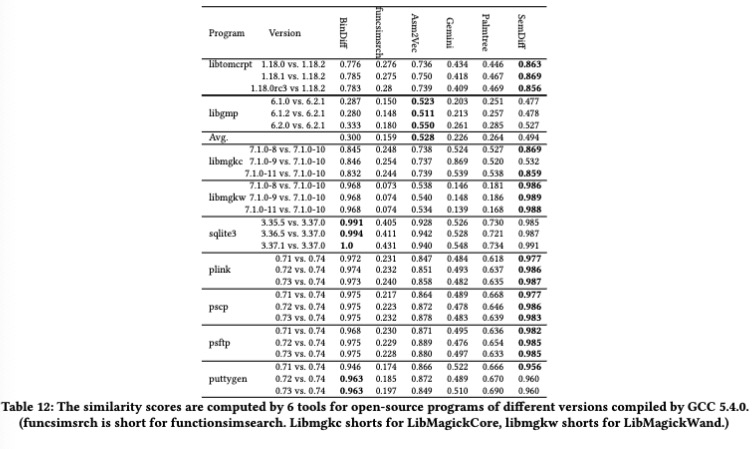 Program Version BinDiff funcsimsrch Asm2Vec Gemini Palmtree SemDiff
libtomcrpt 1.18.0 vs. 1.18.2 0.776 0.276 0.736 0.434 0.446 0.863
1.18.1 vs. 1.18.2 0.785 0.275 0.750 0.418 0.467 0.869
1.18.0rc3 vs 1.18.2 0.783 0.28 0.739 0.409 0.469 0.856
6.1.0 vs. 6.2.1 0.287 0.150 0.523 0.203 0.251 0.477
libgmp 6.1.2 vs. 6.2.1 0.280 0.148 0.511 0.213 0.257 0.478
6.2.0 vs. 6.2.1 0.333 0.180 0.550 0.261 0.285 0.527
Avg. 0.300 0.159 0.528 0.226 0.264 0.494
7.1.0-8 vs. 7.1.0-10 0.845 0.248 0.738 0.524 0.527 0.869
libmgkc 7.1.0-9 vs. 7.1.0-10 0.846 0.254 0.737 0.869 0.520 0.532
7.1.0-11 vs. 7.1.0-10 0.832 0.244 0.739 0.539 0.538 0.859
7.1.0-8 vs. 7.1.0-10 0.968 0.073 0.538 0.146 0.181 0.986
libmgkw 7.1.0-9 vs. 7.1.0-10 0.968 0.074 0.540 0.148 0.186 0.989
7.1.0-11 vs. 7.1.0-10 0.968 0.074 0.534 0.139 0.168 0.988
3.35.5 vs. 3.37.0 0.991 0.405 0.928 0.526 0.730 0.985
sqlite3 3.36.5 vs. 3.37.0 0.994 0.411 0.942 0.528 0.721 0.987
3.37.1 vs. 3.37.0 1.0 0.431 0.940 0.548 0.734 0.991
0.71 vs. 0.74 0.972 0.231 0.847 0.484 0.618 0.977
plink 0.72 vs. 0.74 0.974 0.232 0.851 0.493 0.637 0.986
0.73 vs. 0.74 0.973 0.240 0.858 0.482 0.635 0.987
0.71 vs. 0.74 0.975 0.217 0.864 0.489 0.668 0.977
pscp 0.72 vs. 0.74 0.975 0.223 0.872 0.478 0.646 0.986
0.73 vs. 0.74 0.975 0.232 0.878 0.483 0.639 0.983
0.71 vs. 0.74 0.968 0.230 0.871 0.495 0.636 0.982
psftp 0.72 vs. 0.74 0.975 0.229 0.889 0.476 0.654 0.985
0.73 vs. 0.74 0.975 0.228 0.880 0.497 0.633 0.985
0.71 vs. 0.74 0.946 0.174 0.866 0.522 0.666 0.956
puttygen 0.72 vs. 0.74 0.963 0.185 0.872 0.489 0.670 0.960
0.73 vs. 0.74 0.963 0.197 0.849 0.510 0.690 0.960
Table 12: The similarity scores are computed by 6 tools for open-source programs of different versions compiled by GCC 5.4.0.
(funcsimsrch is short for functionsimsearch. Libmgkc shorts for LibMagickCore, libmgkw shorts for LibMagickWand.)